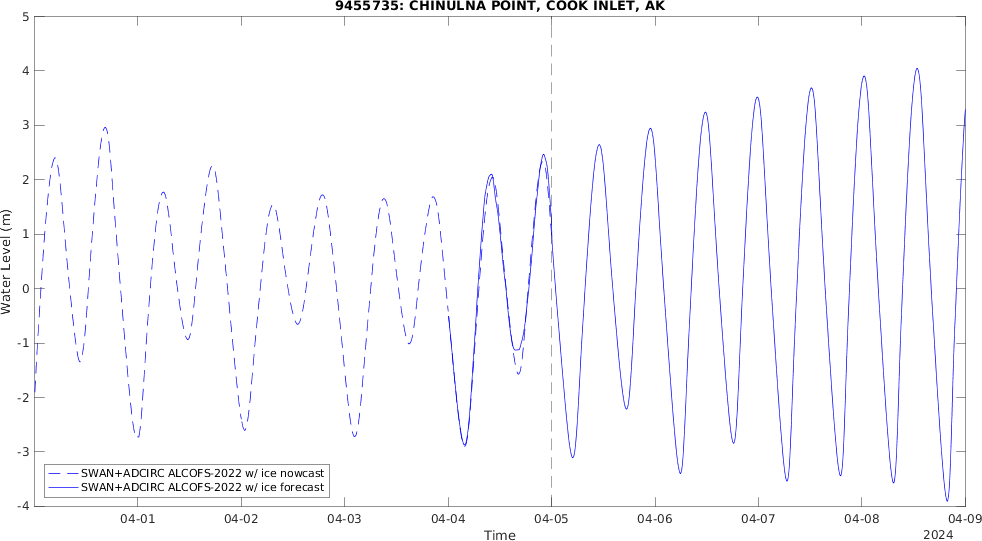 9455735: CHINULNA POINT, COOK INLET, AK
5
4
3
2
1
0
-1
-2
-3
-4
Water Level (m)
SWAN+ADCIRC ALCOFS-2022 w/ ice nowcast
SWAN+ADCIRC ALCOFS-2022 w/ ice forecast
04-01 04-02 04-03 04-04 04-05 04-06 04-07 04-08 04-09
Time
2024